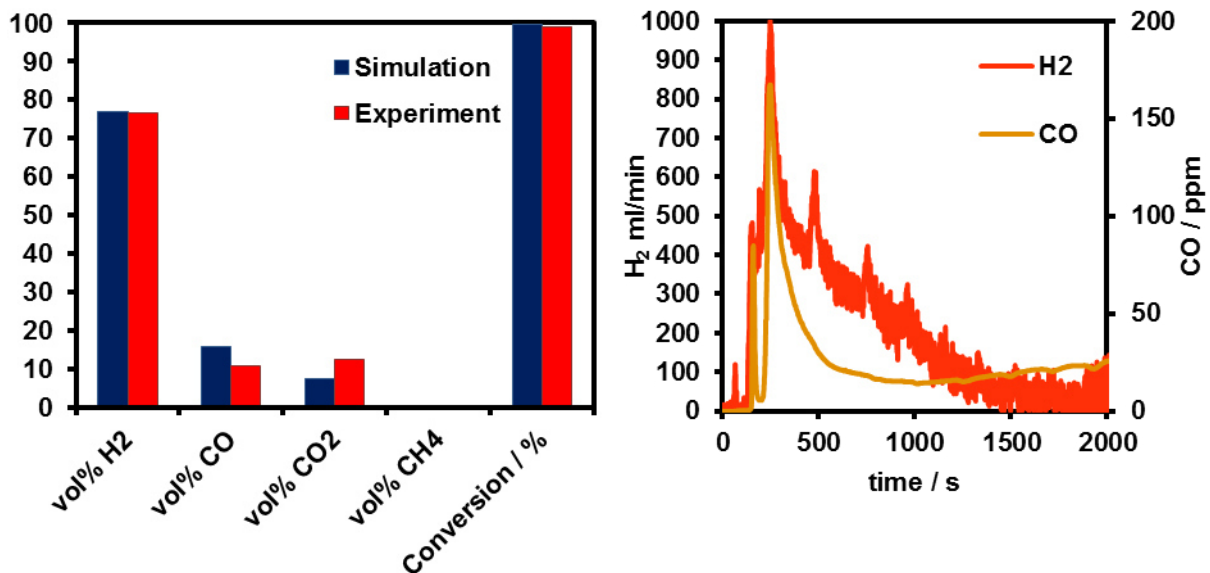 100
90
80
70
60
50
40
30
20
10
0
Simulation
Experiment
vol% H2
vol% CO
vol% CO2
vol% CH4
Conversion / %
H₂ ml/min
1000
900
800
700
600
500
400
300
200
100
0
H2
CO
200
150
100
50
0
CO / ppm
0
500
1000
1500
2000
time / s